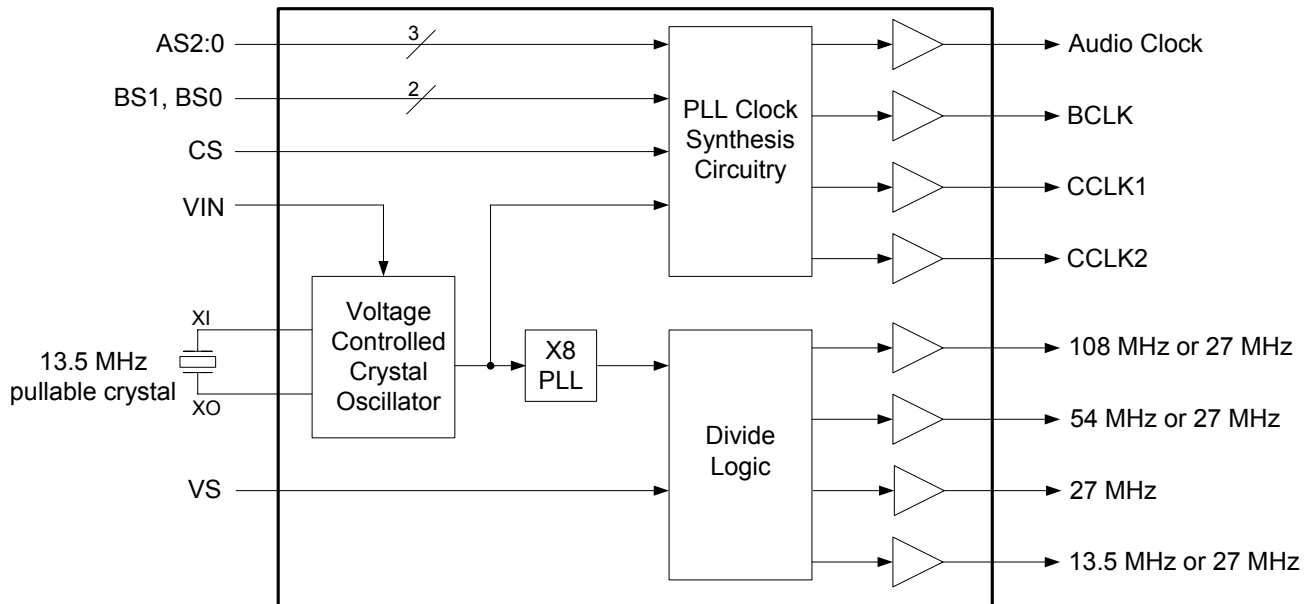 AS2:0
3
Audio Clock
BS1, BS0
2
PLL Clock
Synthesis
Circuitry
BCLK
CS
CCLK1
VIN
CCLK2
Voltage
Controlled
Crystal
Oscillator
XI
13.5 MHz
pullable crystal
XO
X8
PLL
108 MHz or 27 MHz
Divide
Logic
54 MHz or 27 MHz
VS
27 MHz
13.5 MHz or 27 MHz